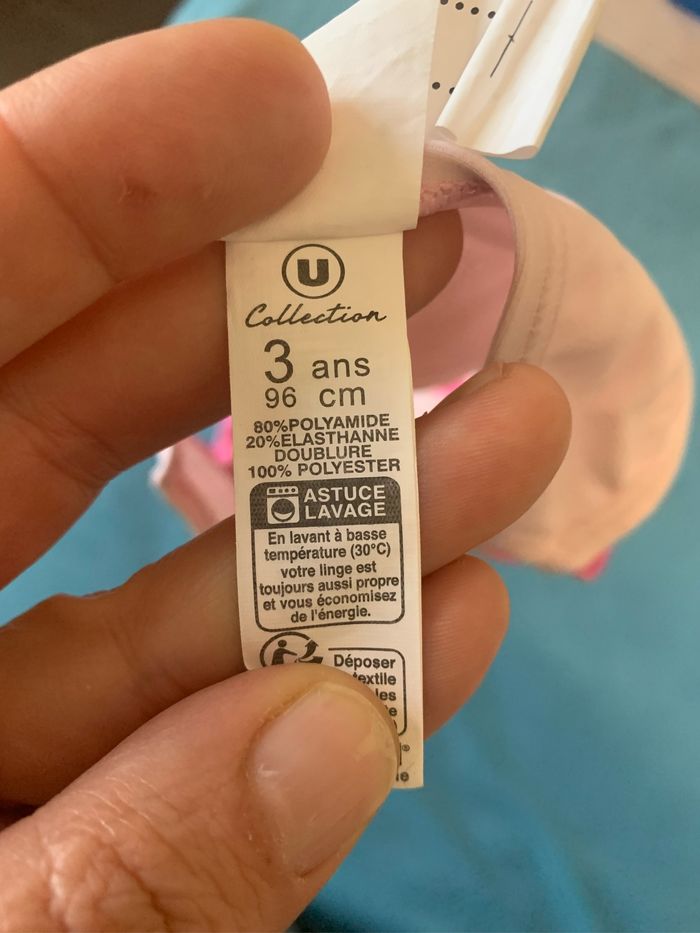 U
Collection
3 ans
96 cm
80%POLYAMIDE
20%ELASTHANNE
DOUBLURE
100% POLYESTER
ASTUCE
LAVAGE
En lavant à basse
température (30°C)
votre linge est
toujours aussi propre
et vous économisez
de l'énergie.
Déposer
textile